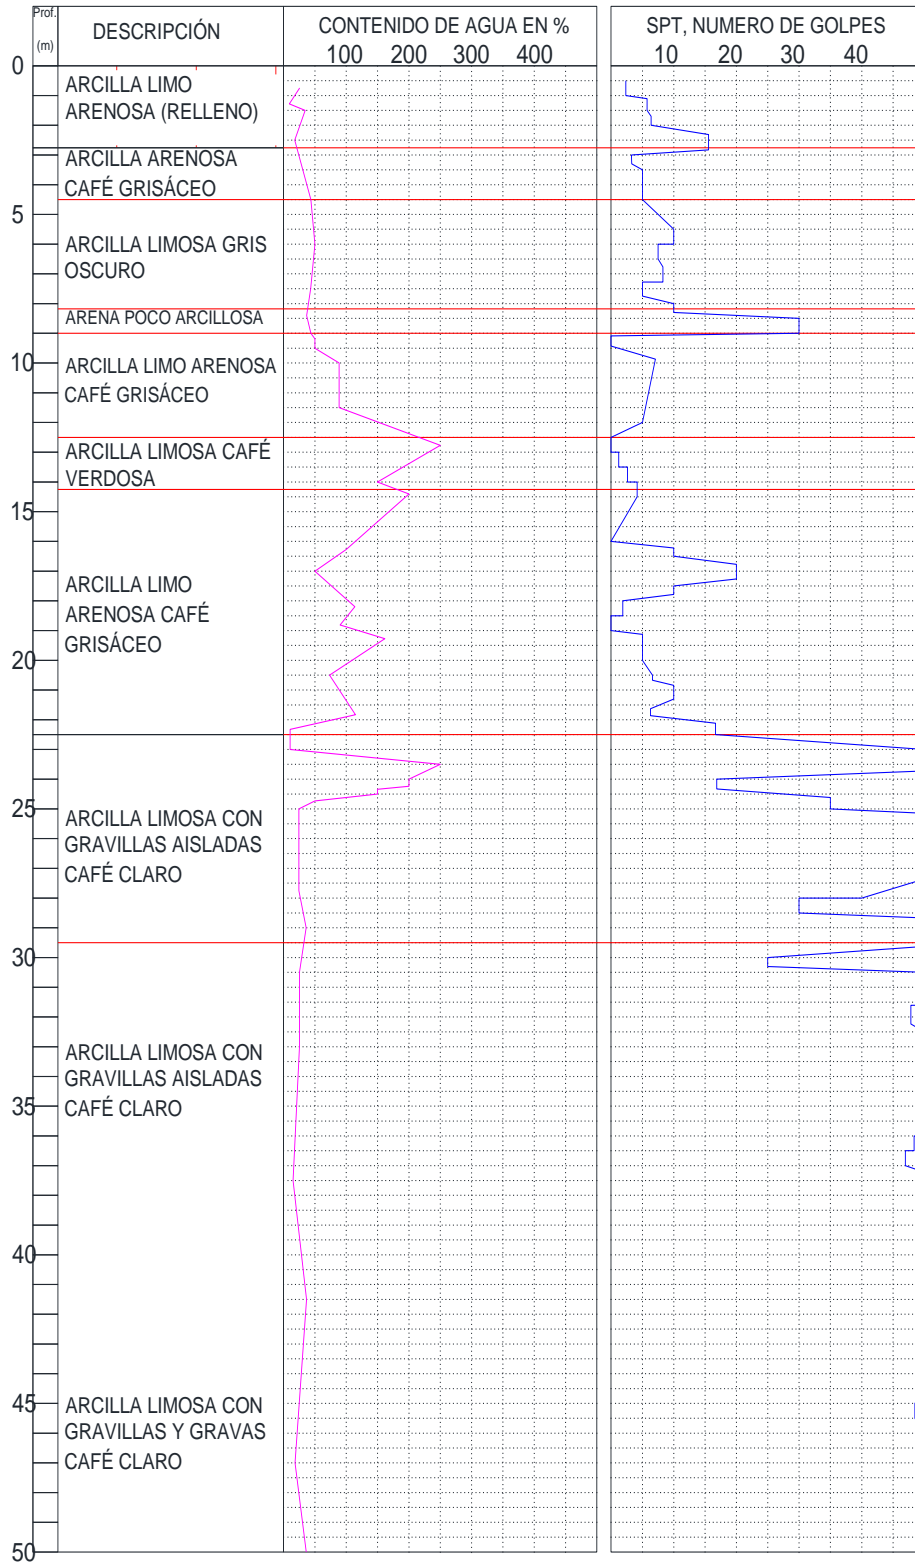 Prof.
(m)
DESCRIPCIÓN
CONTENIDO DE AGUA EN %
100 200 300 400
SPT, NUMERO DE GOLPES
10 20 30 40
0
ARCILLA LIMO
ARENOSA (RELLENO)
ARCILLA ARENOSA
CAFÉ GRISÁCEO
5
ARCILLA LIMOSA GRIS
OSCURO
ARENA POCO ARCILLOSA
10
ARCILLA LIMO ARENOSA
CAFÉ GRISÁCEO
ARCILLA LIMOSA CAFÉ
VERDOSA
15
ARCILLA LIMO
ARENOSA CAFÉ
GRISÁCEO
20
25
ARCILLA LIMOSA CON
GRAVILLAS AISLADAS
CAFÉ CLARO
30
ARCILLA LIMOSA CON
GRAVILLAS AISLADAS
CAFÉ CLARO
35
40
45
ARCILLA LIMOSA CON
GRAVILLAS Y GRAVAS
CAFÉ CLARO
50